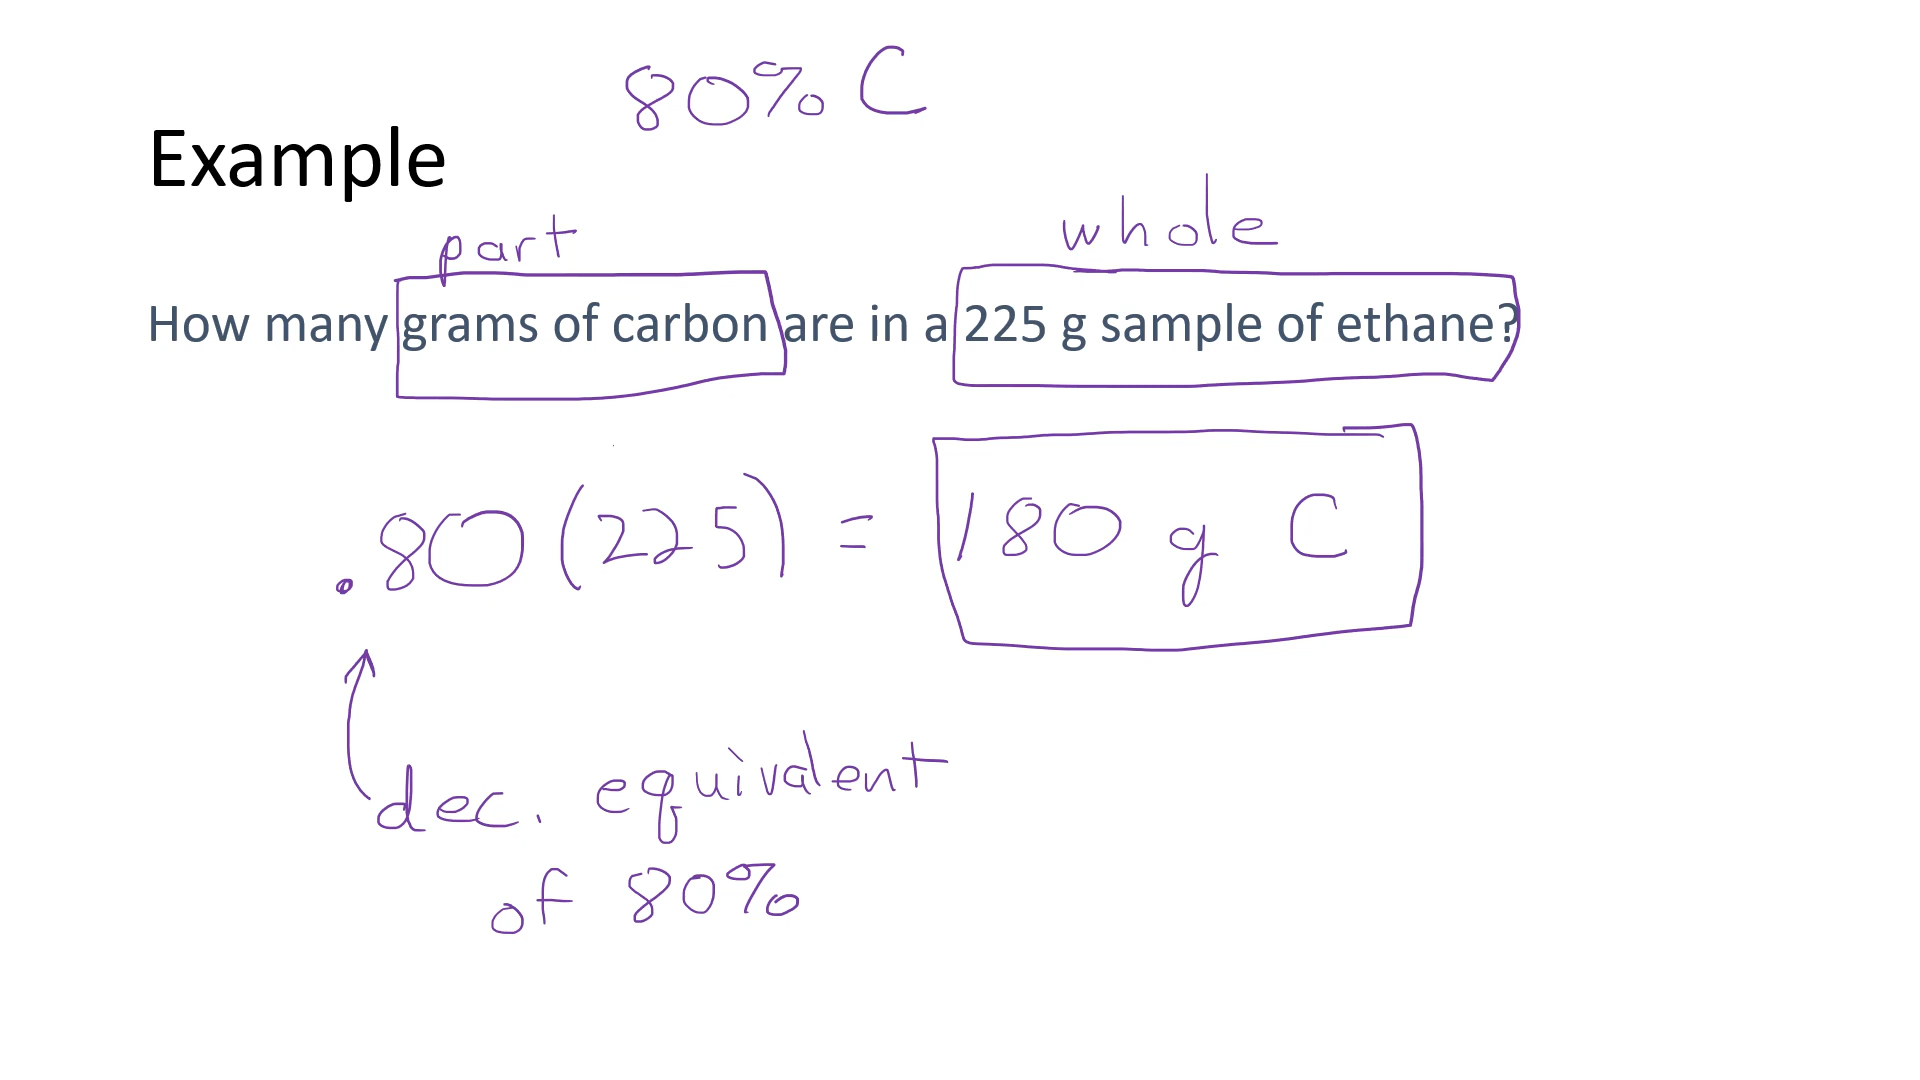 80% C
Example
part whole
How many grams of carbon are in a 225 g sample of ethane?
.80 (225) = 180 g C
dec. equivalent
of 80%